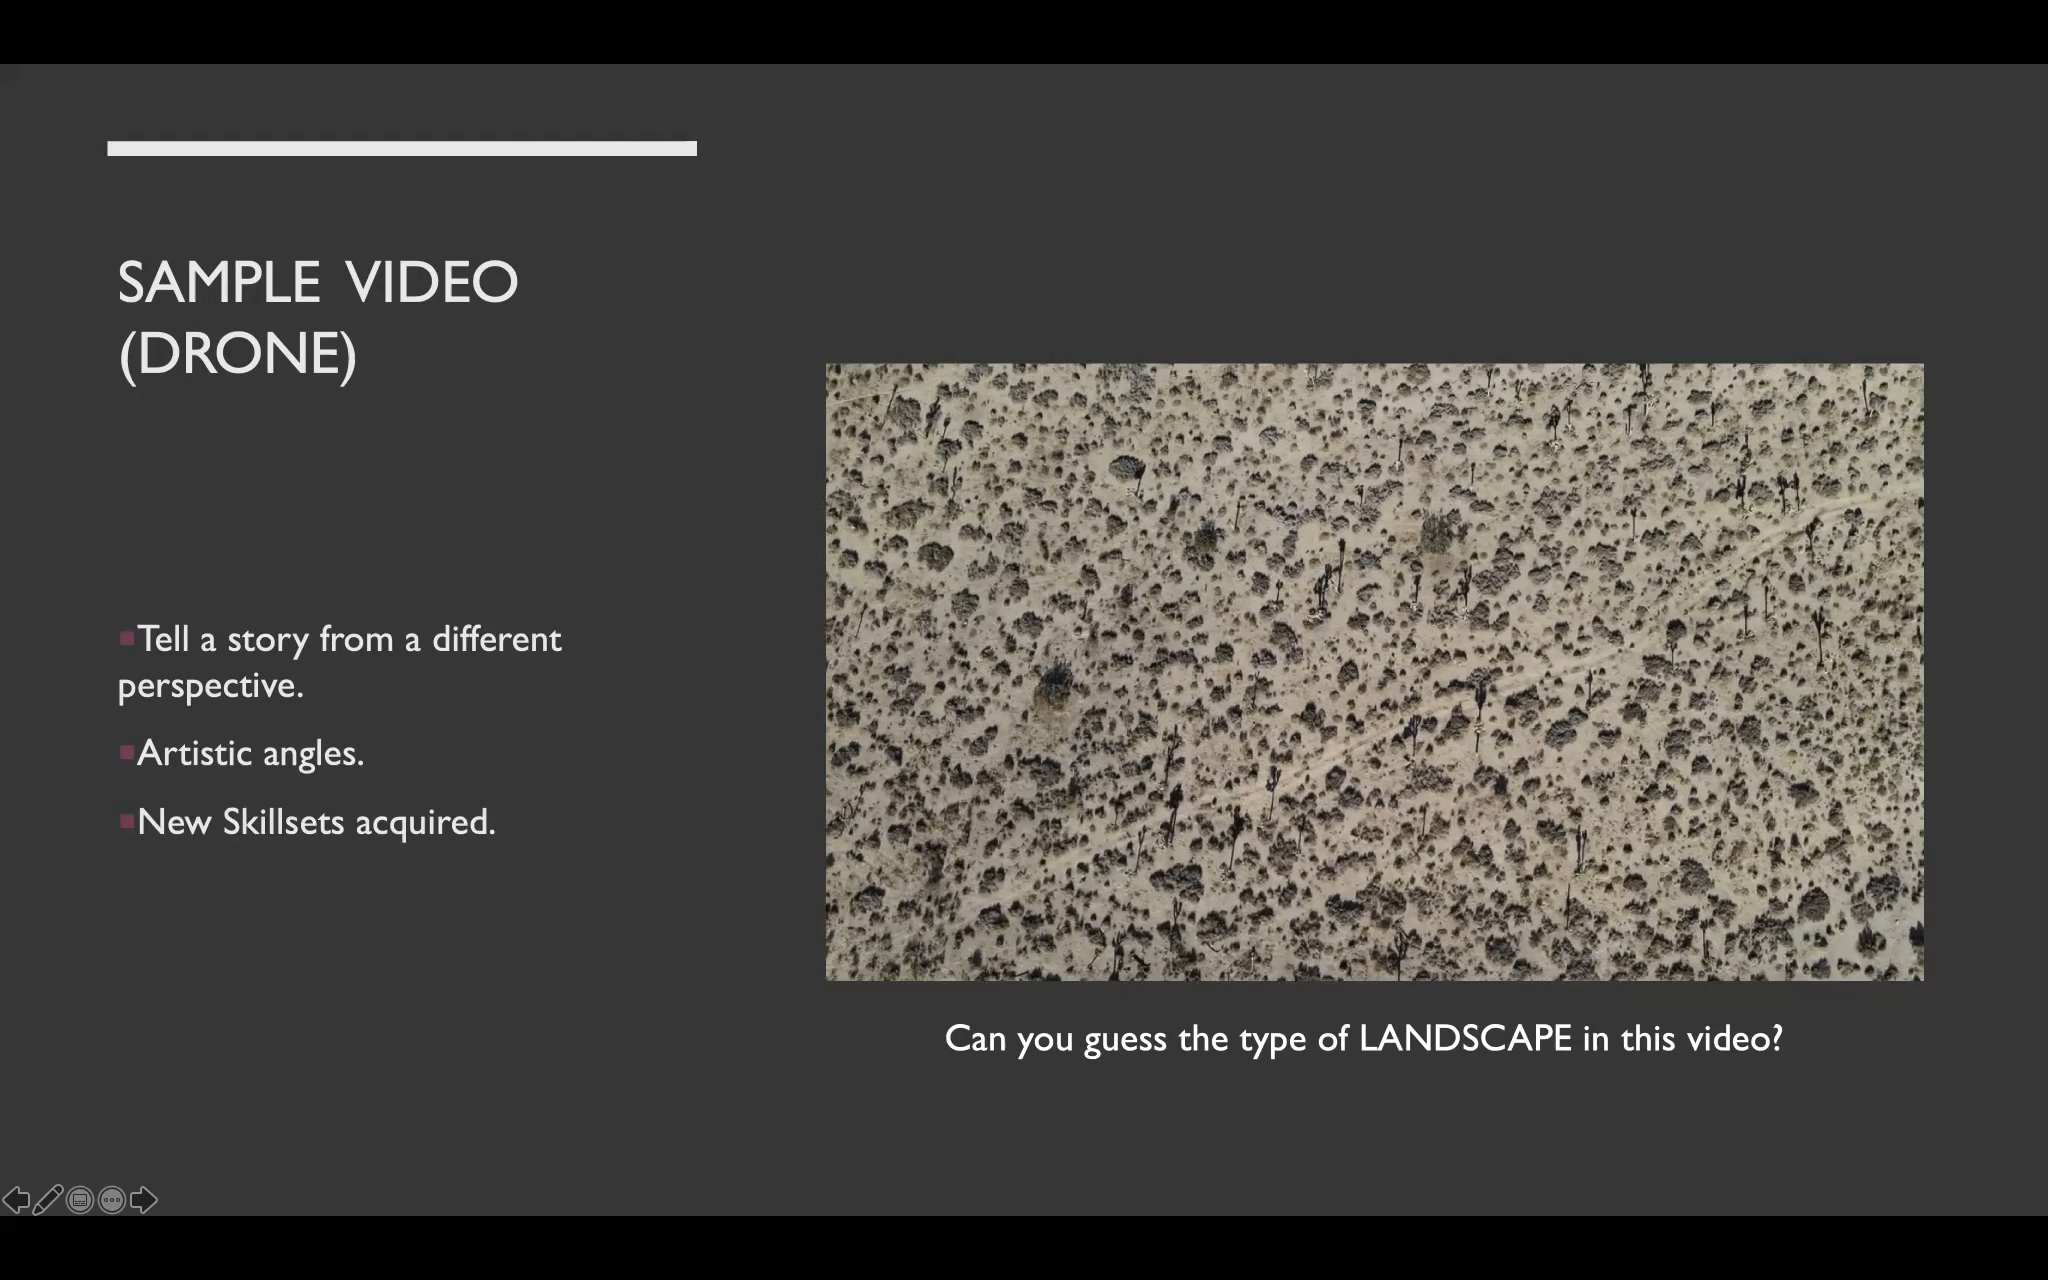 SAMPLE VIDEO
(DRONE)
▪Tell a story from a different
perspective.
▪Artistic angles.
▪New Skillsets acquired.
Can you guess the type of LANDSCAPE in this video?